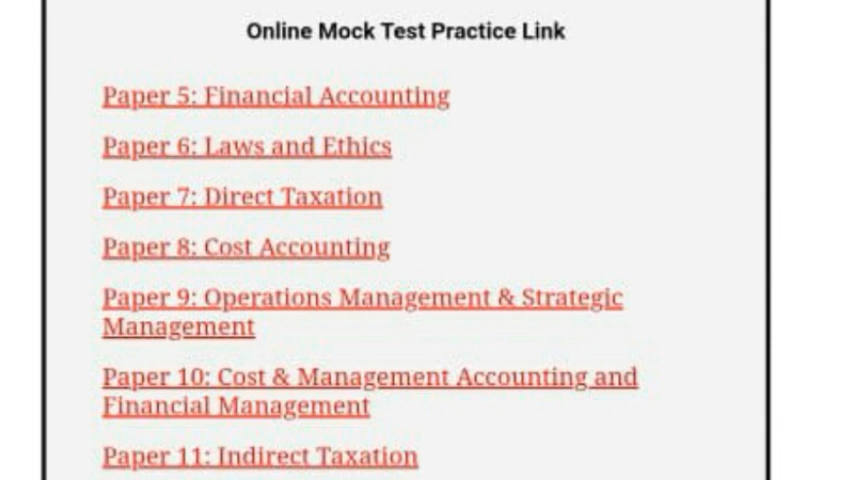 Online Mock Test Practice Link
Paper 5: Financial Accounting
Paper 6: Laws and Ethics
Paper 7: Direct Taxation
Paper 8: Cost Accounting
Paper 9: Operations Management & Strategic
Management
Paper 10: Cost & Management Accounting and
Financial Management
Paper 11: Indirect Taxation